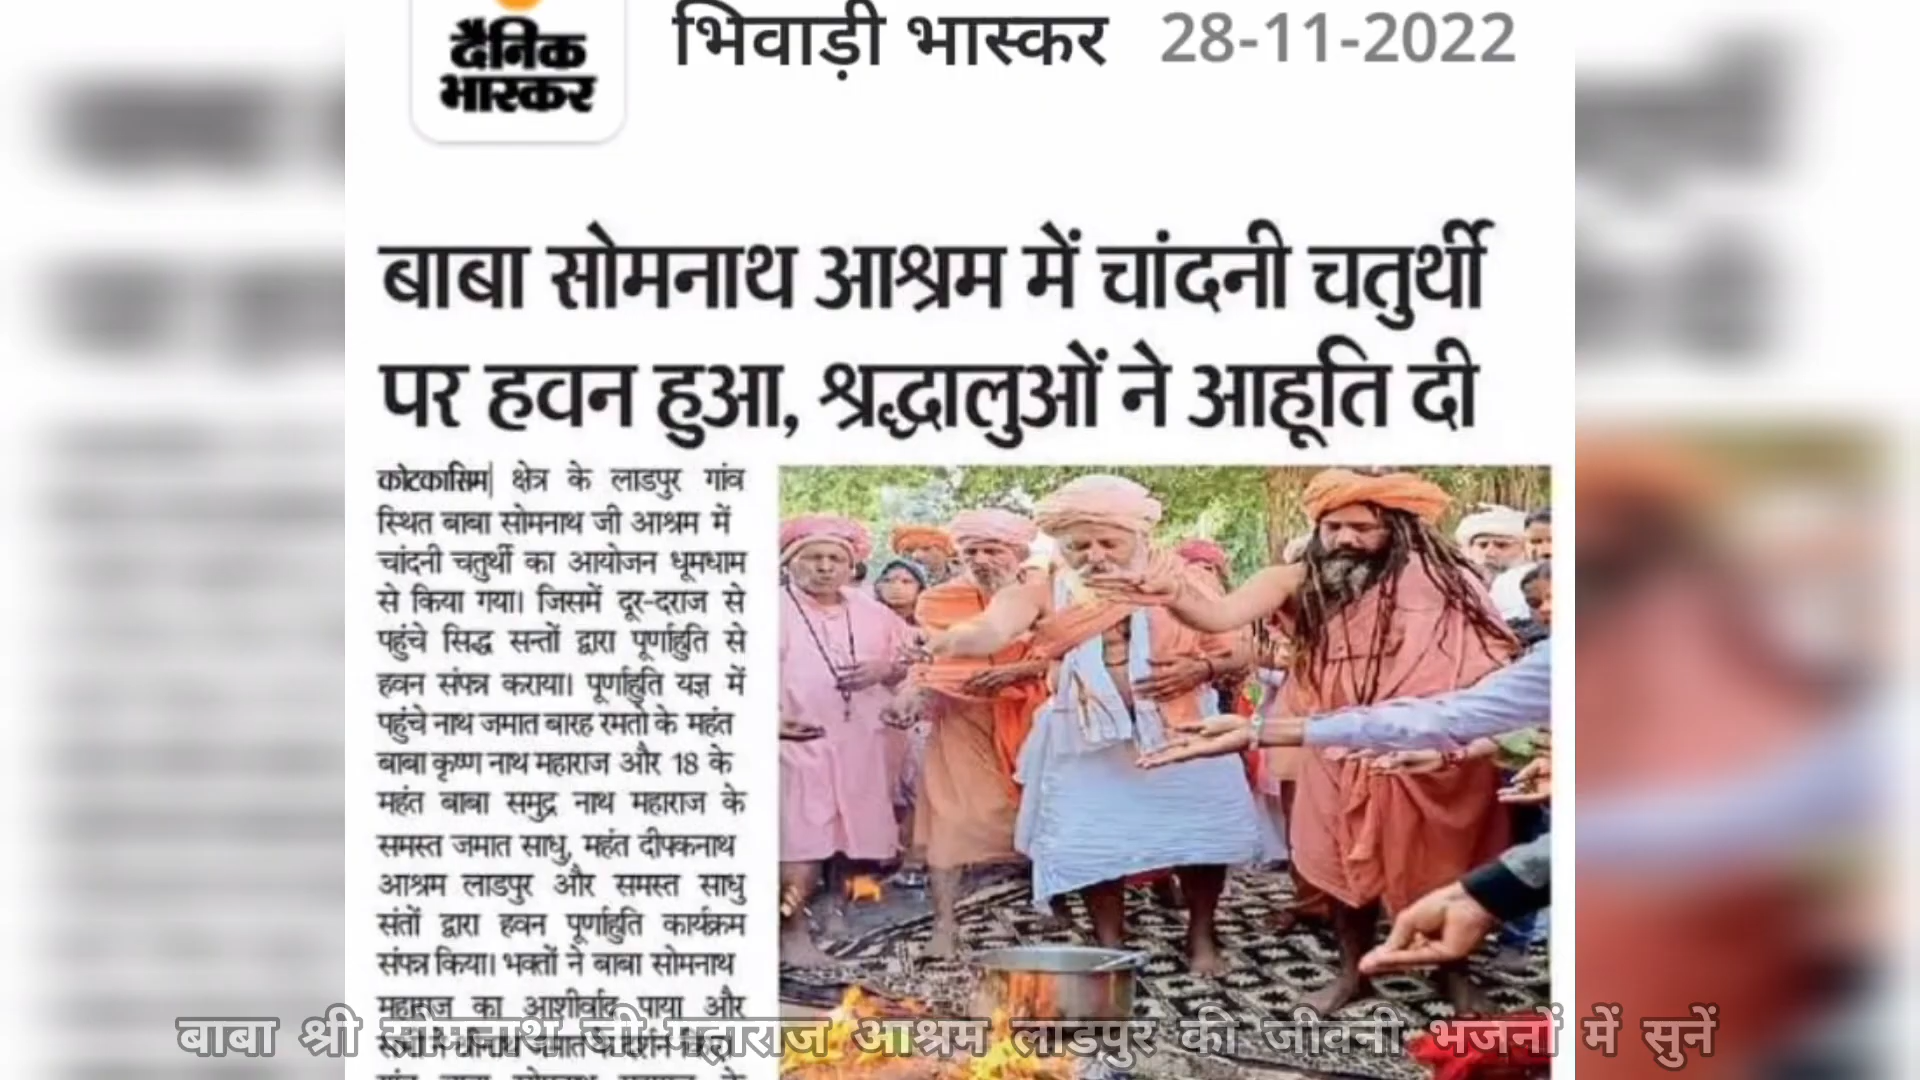 दैनिक
भास्कर
भिवाड़ी भास्कर 28-11-2022
बाबा सोमनाथ आश्रम में चांदनी चतुर्थी
पर हवन हुआ, श्रद्धालुओं ने आहूति दी
कोटकासिम| क्षेत्र के लाडपुर गांव
स्थित बाबा सोमनाथ जी आश्रम में
चांदनी चतुर्थी का आयोजन धूमधाम
से किया गया। जिसमें दूर-दराज से
पहुंचे सिद्ध सन्तों द्वारा पूर्णाहुति से
हवन संपन्न कराया। पूर्णाहुति यज्ञ में
पहुंचे नाथ जमात बारह रमतो के महंत
बाबा कृष्ण नाथ महाराज और 18 के
महंत बाबा समुद्र नाथ महाराज के
समस्त जमात साधु, महंत दीपकनाथ
आश्रम लाडपुर और समस्त साधु
संतों द्वारा हवन पूर्णाहुति कार्यक्रम
संपन्न किया। भक्तों ने बाबा सोमनाथ
महाराज का आशीर्वाद पाया और
बाबा श्री सोमनाथ जी महाराज आश्रम लाडपुर की जीवनी भजनों में सुनें